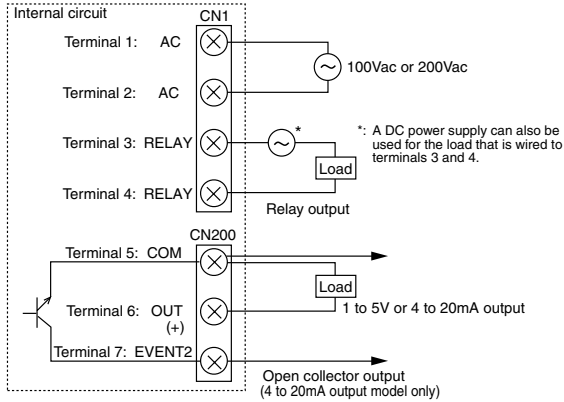 Internal circuit
CN1
Terminal 1: AC
100Vac or 200Vac
Terminal 2: AC
Terminal 3: RELAY
*
*: A DC power supply can also be
used for the load that is wired to
terminals 3 and 4.
Load
Terminal 4: RELAY
Relay output
CN200
Terminal 5: COM
Load
1 to 5V or 4 to 20mA output
Terminal 6: OUT
(+)
Terminal 7: EVENT2
Open collector output
(4 to 20mA output model only)